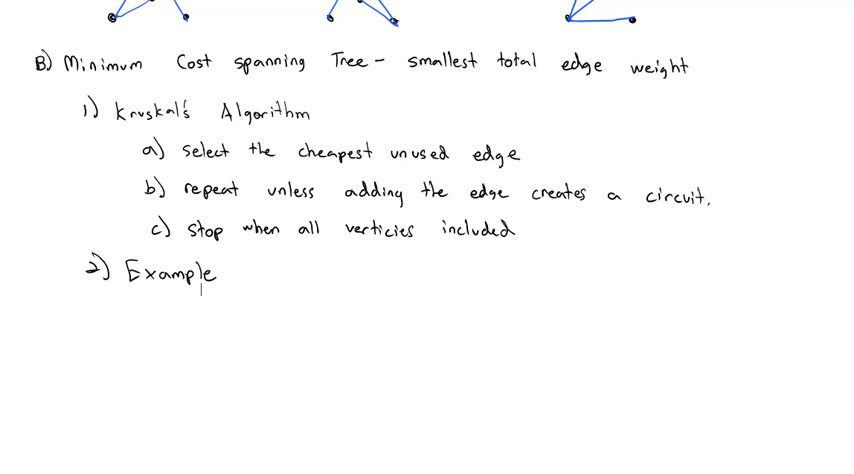 B) Minimum Cost spanning Tree - smallest total edge weight
1) Kruskal's Algorithm
a) select the cheapest unused edge
b) repeat unless adding the edge creates a circuit.
c) stop when all verticies included
2) Example